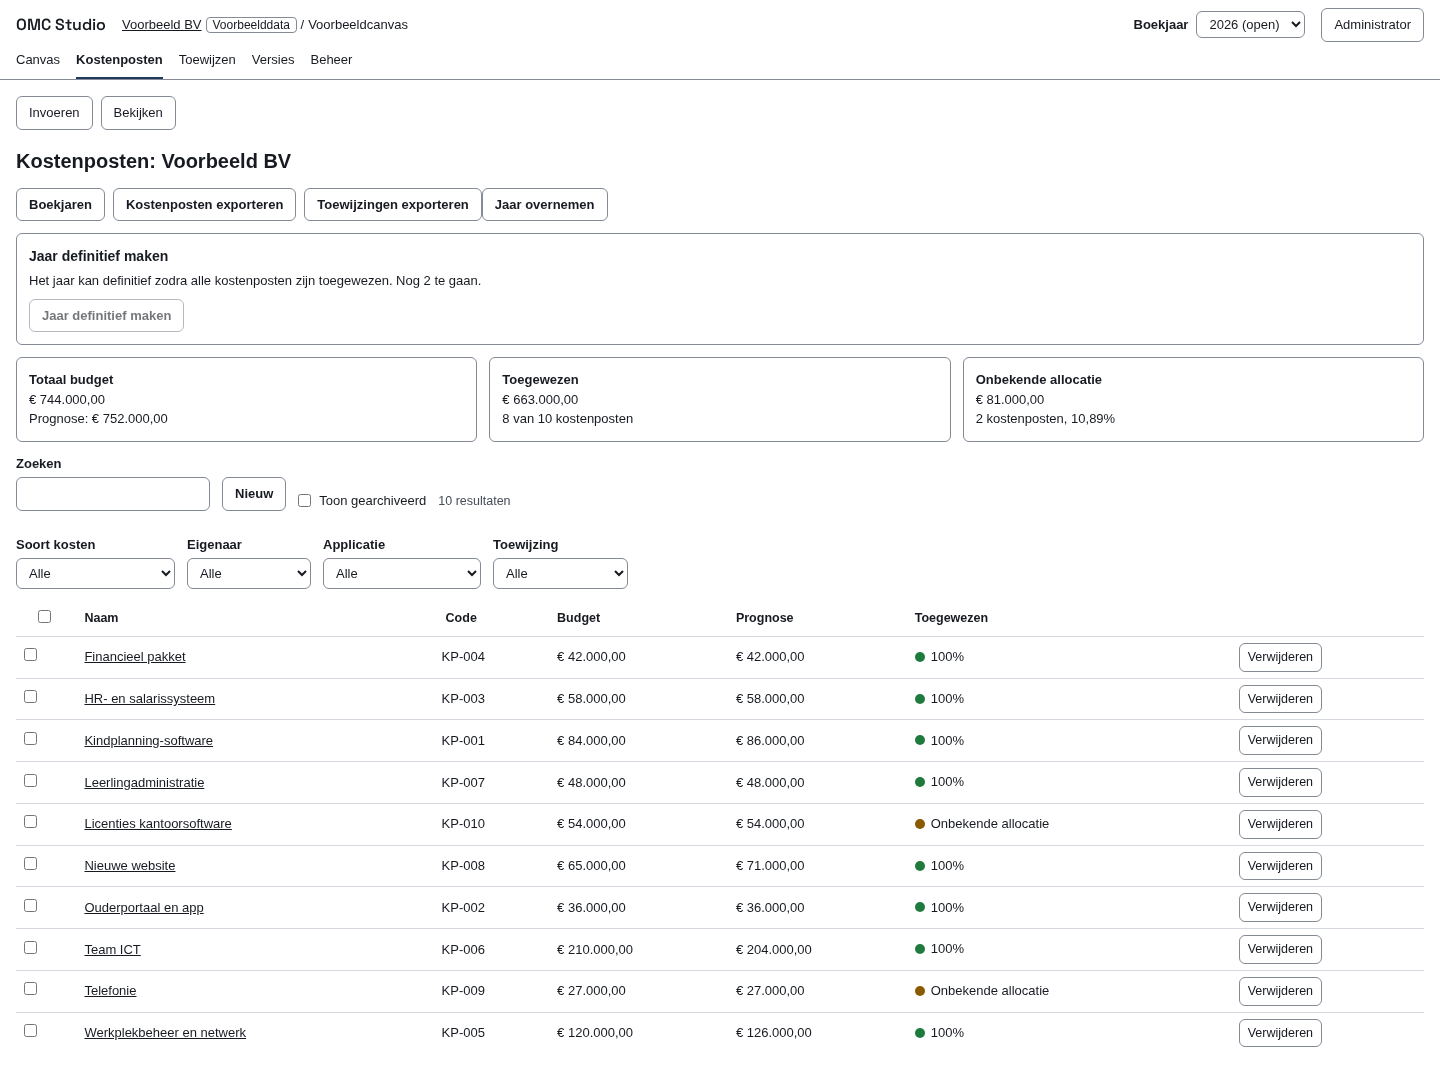 OMC Studio Voorbeeld BV Voorbeelddata / Voorbeeldcanvas Boekjaar 2026 (open) Administrator
Canvas Kostenposten Toewijzen Versies Beheer
Invoeren Bekijken
Kostenposten: Voorbeeld BV
Boekjaren Kostenposten exporteren Toewijzingen exporteren Jaar overnemen
Jaar definitief maken
Het jaar kan definitief zodra alle kostenposten zijn toegewezen. Nog 2 te gaan.
Jaar definitief maken
Totaal budget
€ 744.000,00
Prognose: € 752.000,00
Toegewezen
€ 663.000,00
8 van 10 kostenposten
Onbekende allocatie
€ 81.000,00
2 kostenposten, 10,89%
Zoeken
Nieuw Toon gearchiveerd 10 resultaten
Soort kosten Eigenaar Applicatie Toewijzing
Alle Alle Alle Alle
Naam Code Budget Prognose Toegewezen
Financieel pakket KP-004 € 42.000,00 € 42.000,00 100% Verwijderen
HR- en salarissysteem KP-003 € 58.000,00 € 58.000,00 100% Verwijderen
Kindplanning-software KP-001 € 84.000,00 € 86.000,00 100% Verwijderen
Leerlingadministratie KP-007 € 48.000,00 € 48.000,00 100% Verwijderen
Licenties kantoorsoftware KP-010 € 54.000,00 € 54.000,00 Onbekende allocatie Verwijderen
Nieuwe website KP-008 € 65.000,00 € 71.000,00 100% Verwijderen
Ouderportaal en app KP-002 € 36.000,00 € 36.000,00 100% Verwijderen
Team ICT KP-006 € 210.000,00 € 204.000,00 100% Verwijderen
Telefonie KP-009 € 27.000,00 € 27.000,00 Onbekende allocatie Verwijderen
Werkplekbeheer en netwerk KP-005 € 120.000,00 € 126.000,00 100% Verwijderen